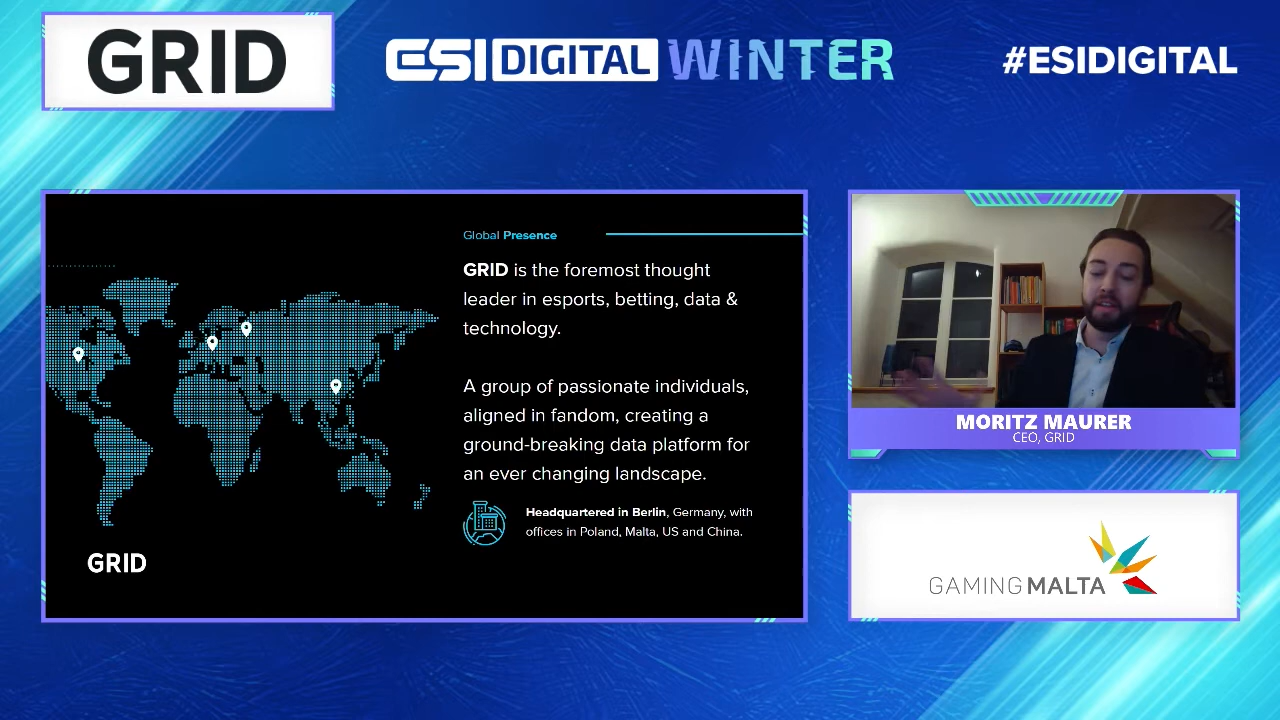 GRID
ESI DIGITAL WINTER
#ESIDIGITAL
Global Presence
GRID is the foremost thought
leader in esports, betting, data &
technology.
A group of passionate individuals,
aligned in fandom, creating a
ground-breaking data platform for
an ever changing landscape.
Headquartered in Berlin, Germany, with
offices in Poland, Malta, US and China.
GRID
MORITZ MAURER
CEO, GRID
GAMINGMALTA